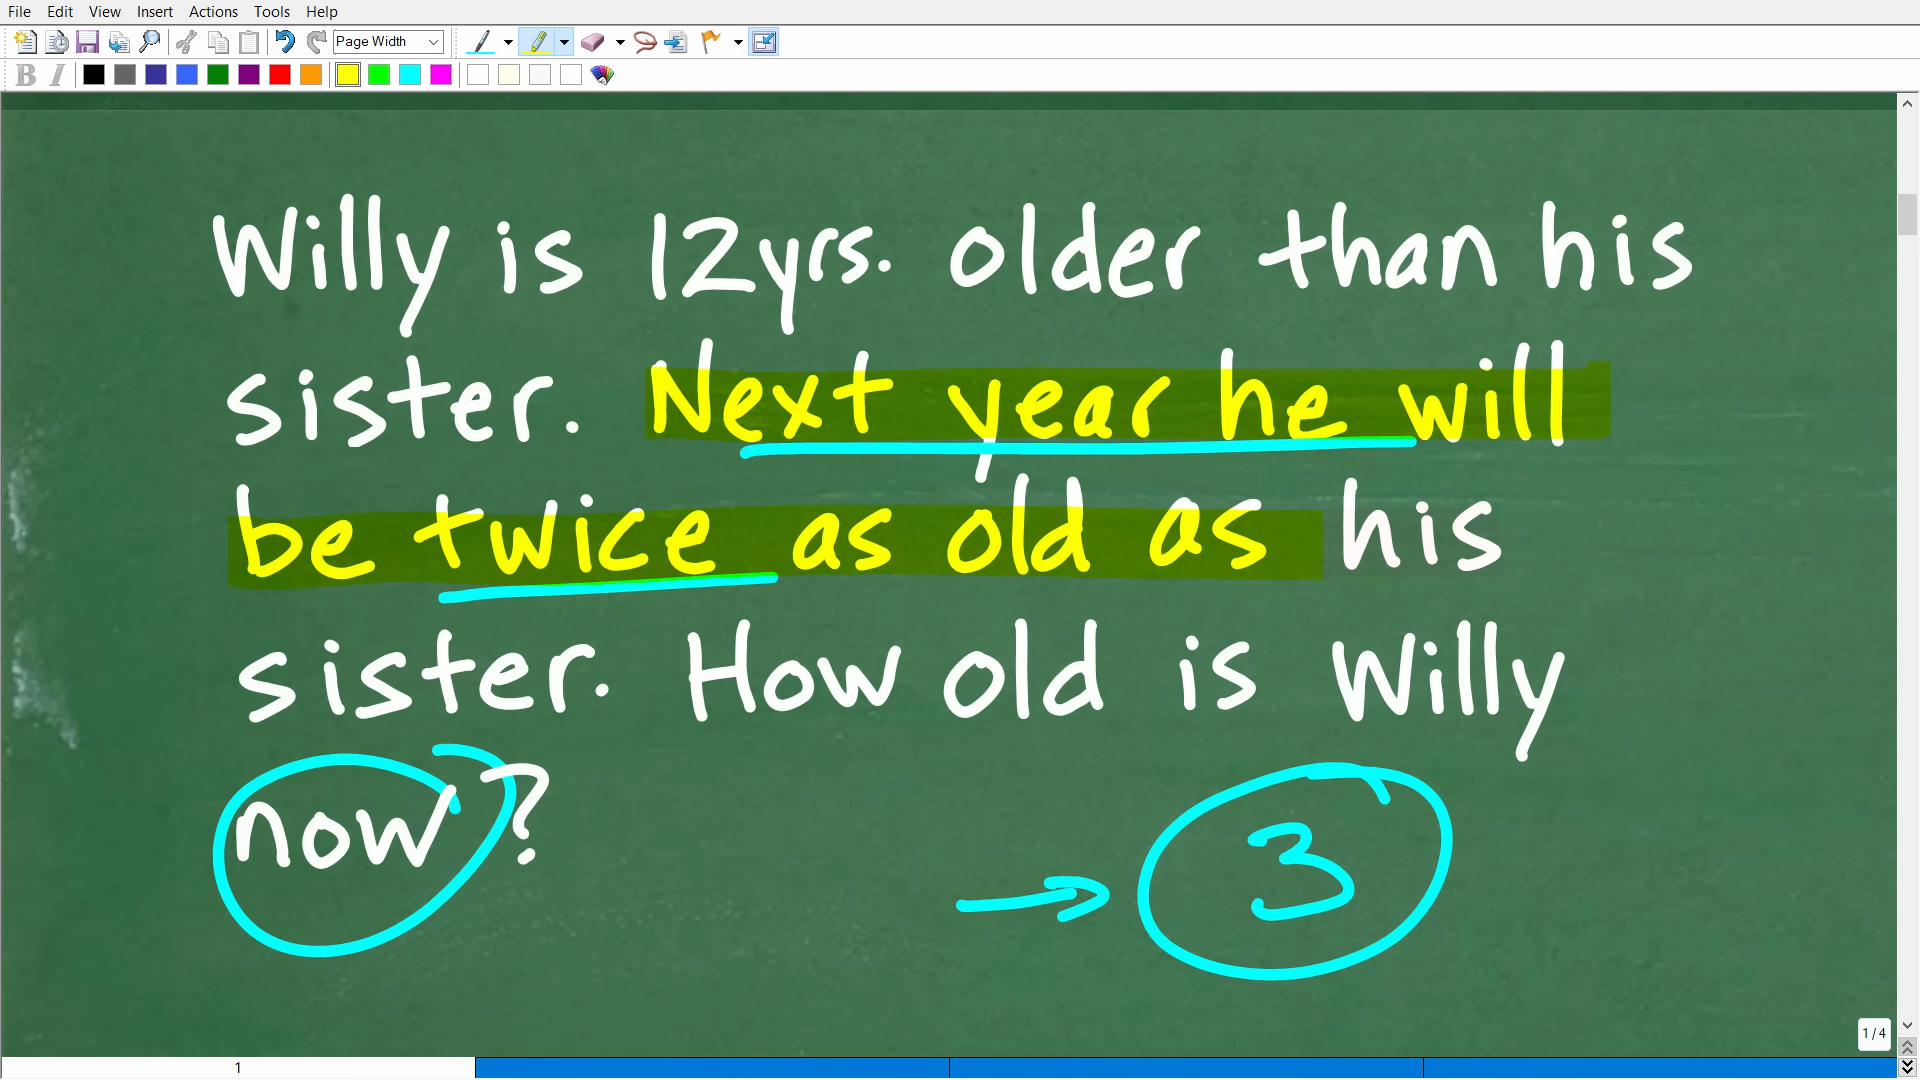 File Edit View Insert Actions Tools Help
Page Width
B I
Willy is 12yrs. older than his
sister. Next year he will
be twice as old as his
sister. How old is Willy
now?
→ 3
1 / 4
1